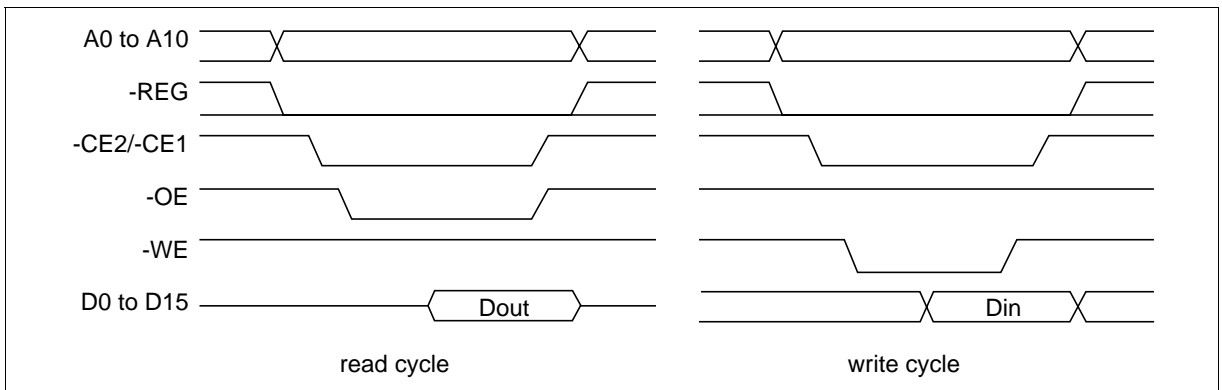 A0 to A10
-REG
-CE2/-CE1
-OE
-WE
D0 to D15
Dout
Din
read cycle
write cycle